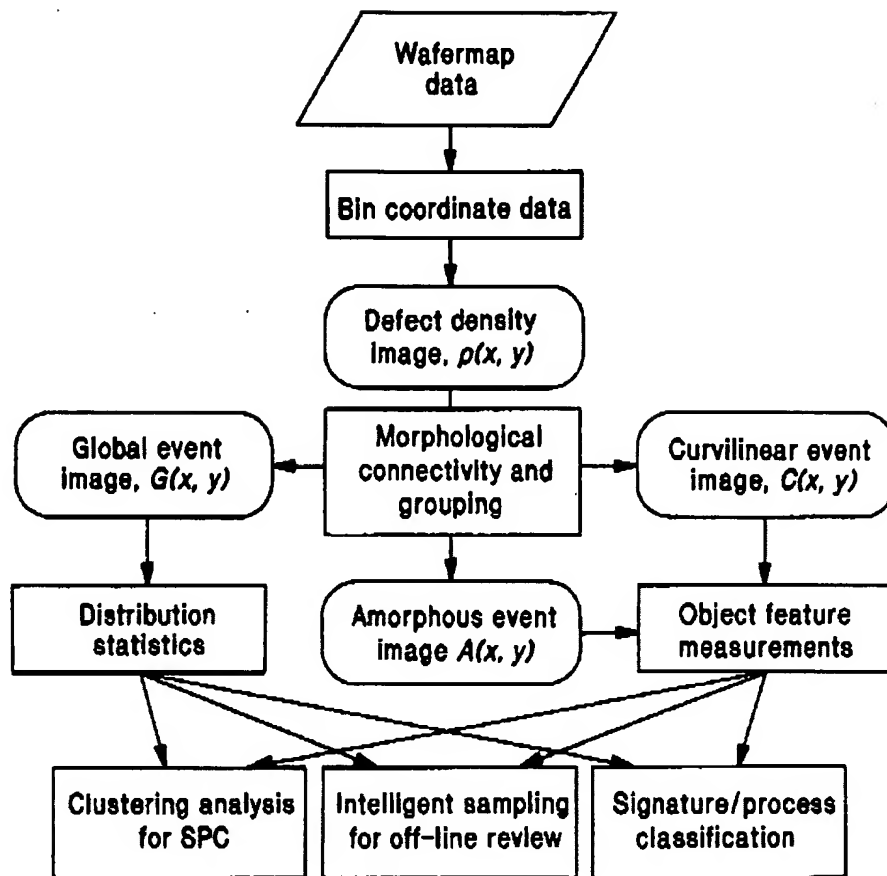 Wafermap
data
Bin coordinate data
Defect density
image, ρ(x, y)
Global event
image, G(x, y)
Morphological
connectivity and
grouping
Curvilinear event
image, C(x, y)
Distribution
statistics
Amorphous event
image A(x, y)
Object feature
measurements
Clustering analysis
for SPC
Intelligent sampling
for off-line review
Signature/process
classification